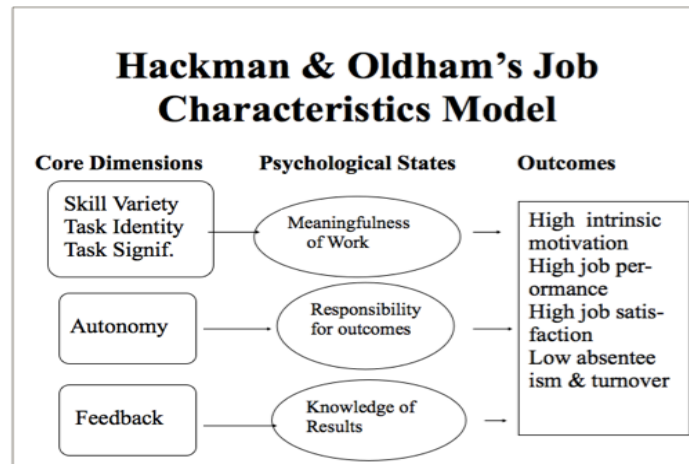 Hackman & Oldham's Job
Characteristics Model
Core Dimensions
Psychological States
Outcomes
Skill Variety
Task Identity
Task Signif.
Meaningfulness
of Work
High intrinsic
motivation
High job per-
ormance
High job satis-
faction
Low absentee
ism & turnover
Autonomy
Responsibility
for outcomes
Feedback
Knowledge of
Results